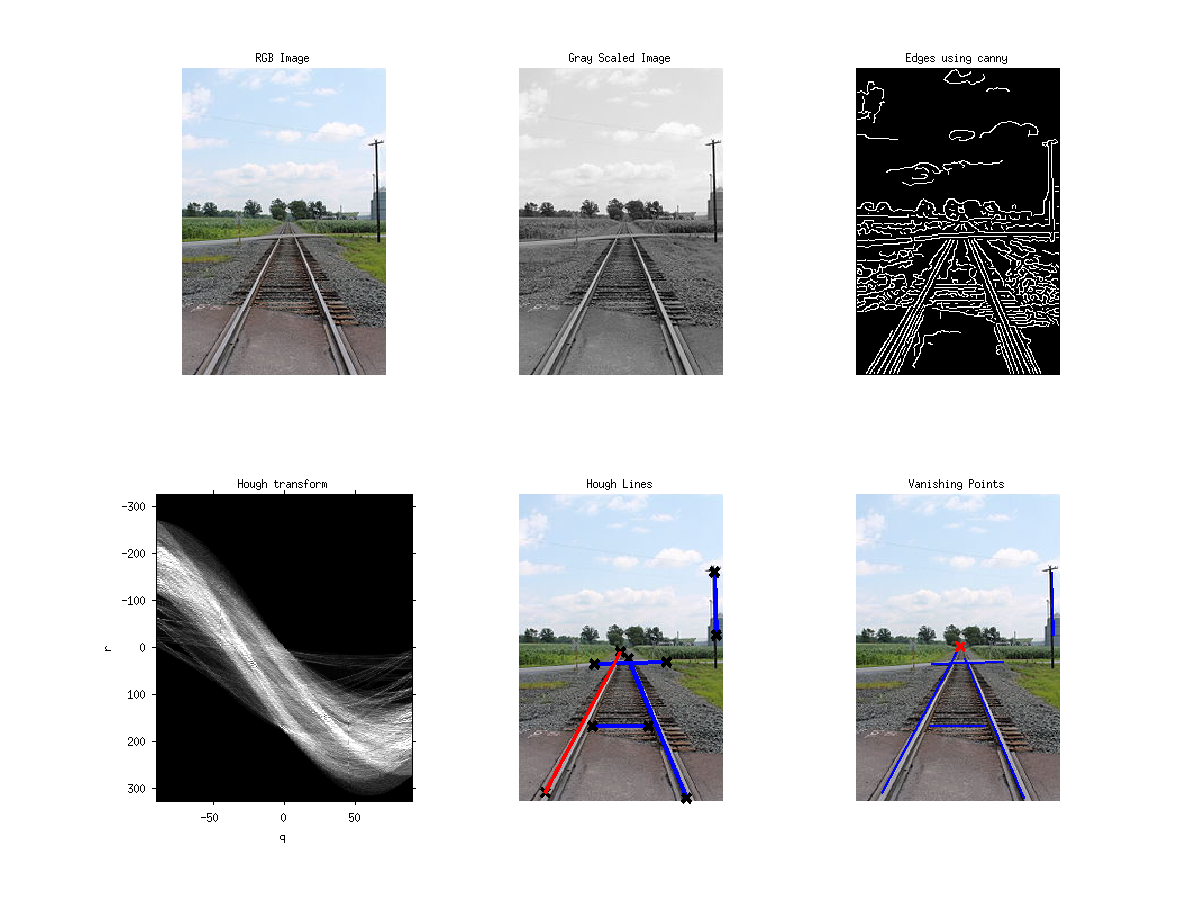 RGB Image
Gray Scaled Image
Edges using canny
Hough transform
Hough Lines
Vanishing Points
-300
-200
-100
0
100
200
300
r
-50
0
50
q